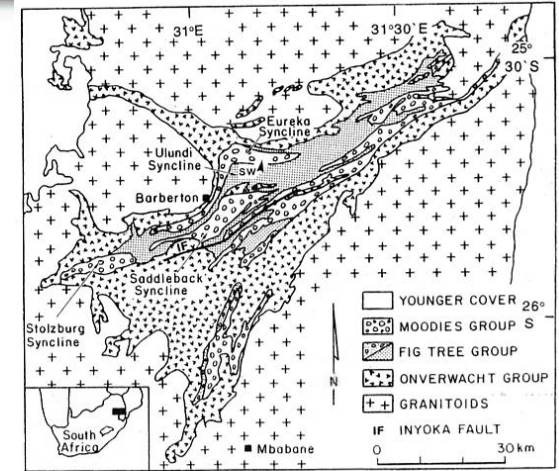 31°E
31°30`E
25°
30`S
Eureka
Syncline
Ulundi
Syncline
SW
Barberton
IF
Saddleback
Syncline
Stolzburg
Syncline
26°
S
YOUNGER COVER
MOODIES GROUP
FIG TREE GROUP
ONVERWACHT GROUP
GRANITOIDS
IF INYOKA FAULT
N
South
Africa
Mbabane
0 30 km